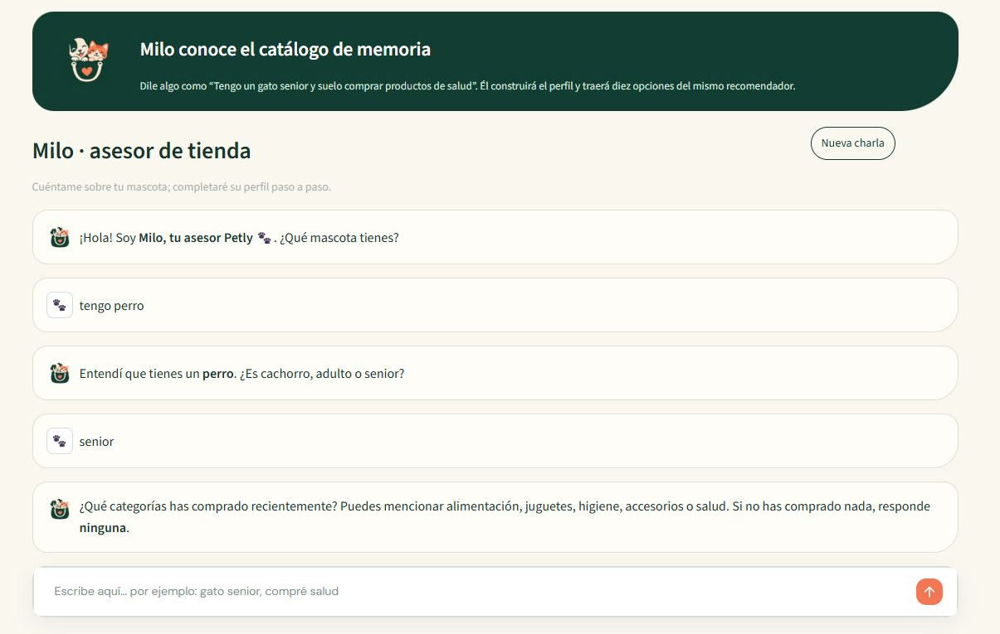 Milo conoce el catálogo de memoria
Dile algo como “Tengo un gato senior y suelo comprar productos de salud”. Él construirá el perfil y traerá diez opciones del mismo recomendador.
Milo · asesor de tienda
Nueva charla
Cuéntame sobre tu mascota; completaré su perfil paso a paso.
¡Hola! Soy Milo, tu asesor Petly 🐾 . ¿Qué mascota tienes?
tengo perro
Entendí que tienes un perro. ¿Es cachorro, adulto o senior?
senior
¿Qué categorías has comprado recientemente? Puedes mencionar alimentación, juguetes, higiene, accesorios o salud. Si no has comprado nada, responde
ninguna.
Escribe aquí... por ejemplo: gato senior, compré salud